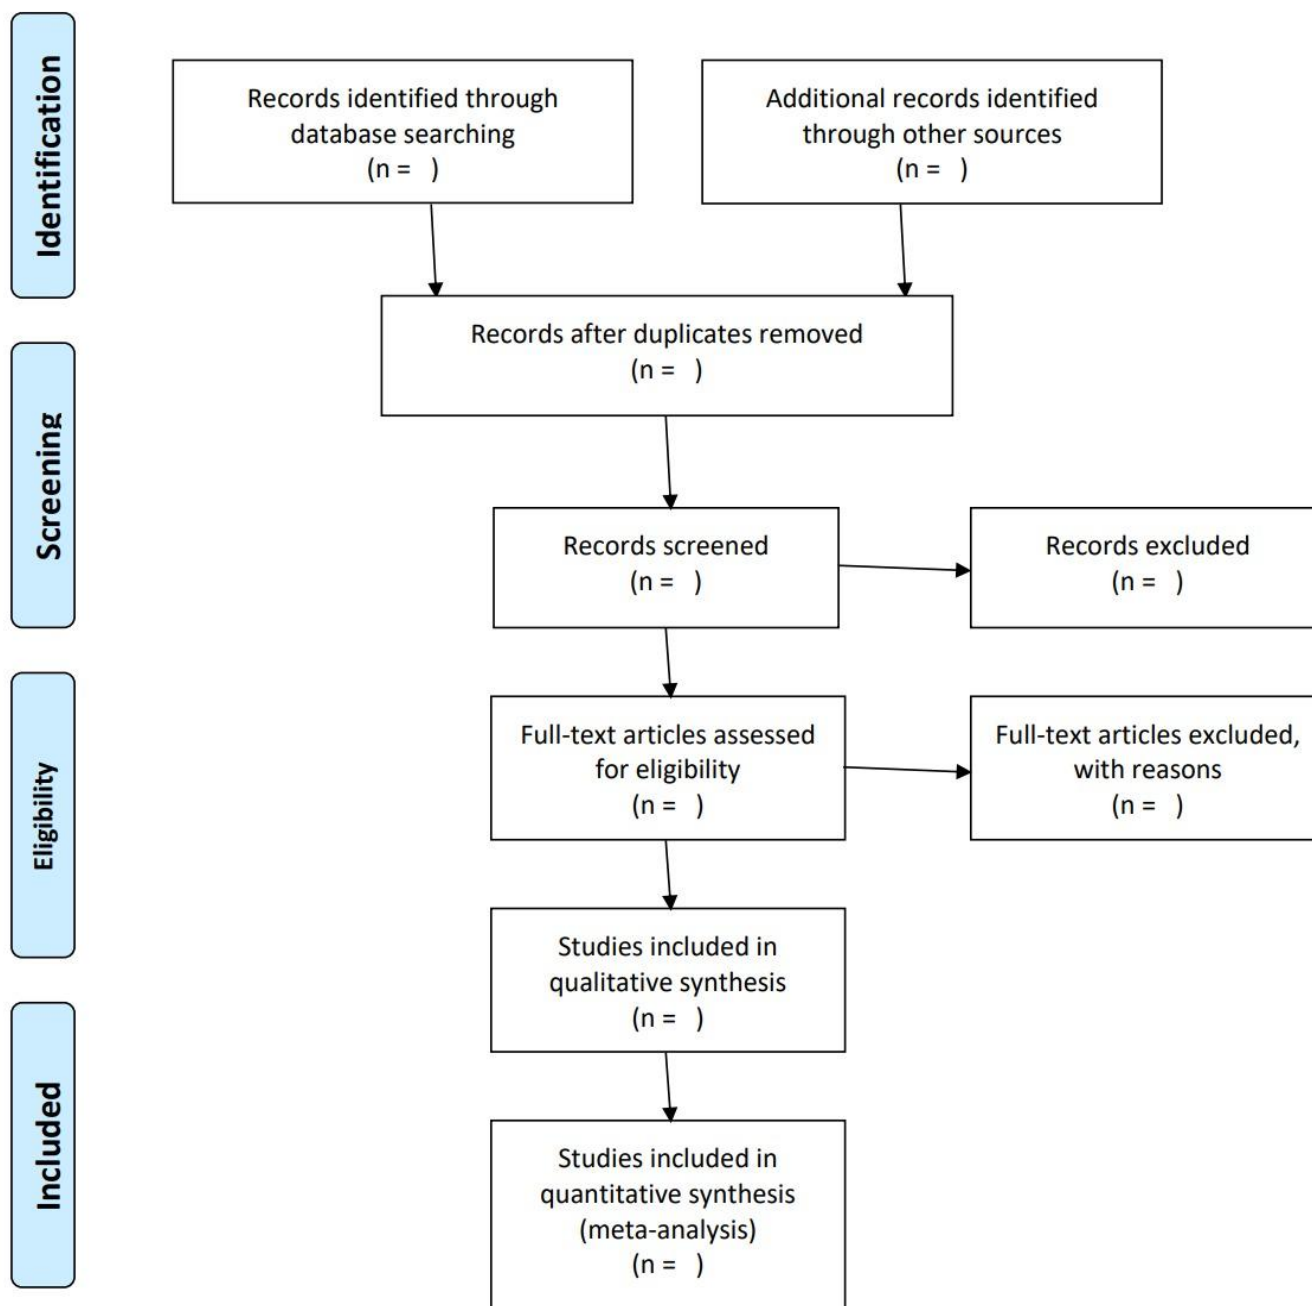 Identification
Records identified through
database searching
(n =   )
Additional records identified
through other sources
(n =   )
Records after duplicates removed
(n =   )
Screening
Records screened
(n =   )
Records excluded
(n =   )
Eligibility
Full-text articles assessed
for eligibility
(n =   )
Full-text articles excluded,
with reasons
(n =   )
Studies included in
qualitative synthesis
(n =   )
Included
Studies included in
quantitative synthesis
(meta-analysis)
(n =   )